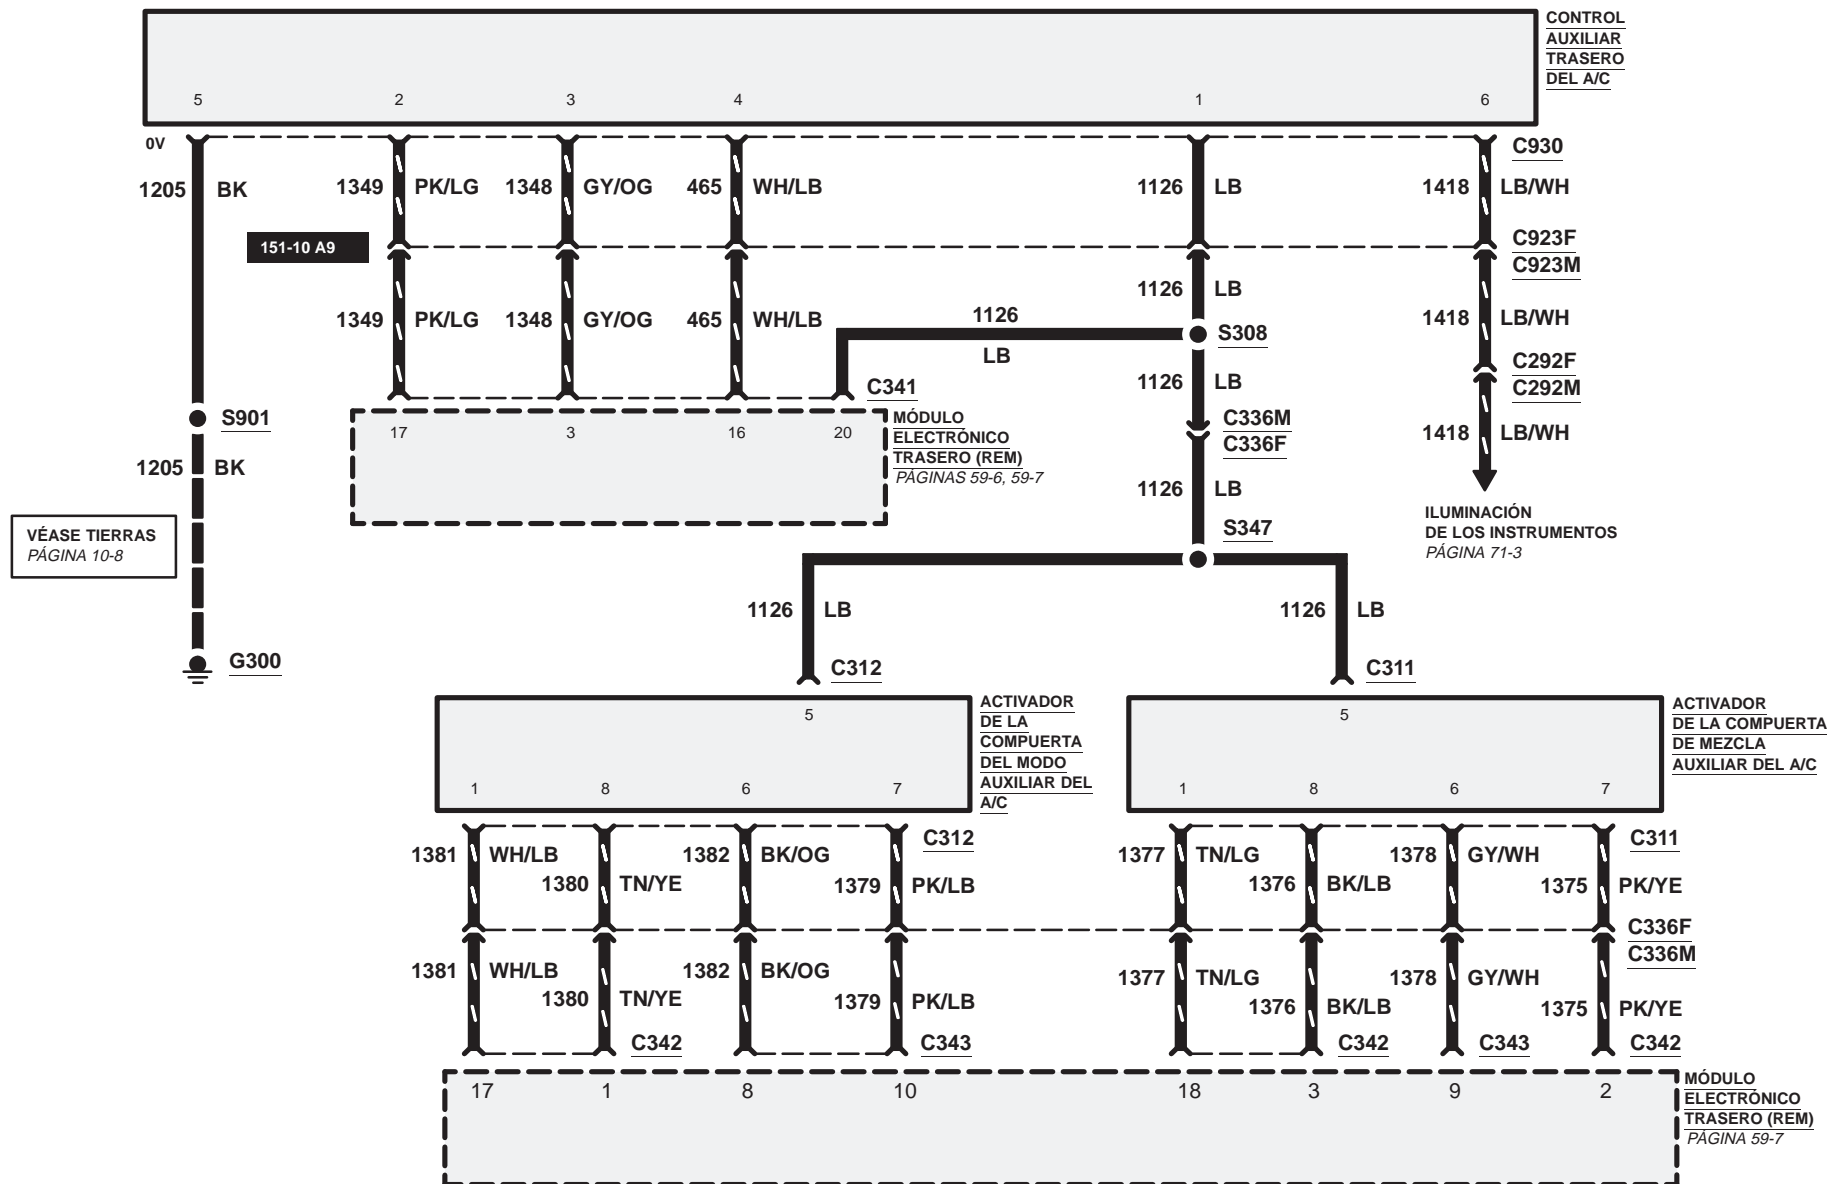 CONTROL
AUXILIAR
TRASERO
DEL A/C
5 2 3 4 1 6
0V
C930
1205 BK 1349 PK/LG 1348 GY/OG 465 WH/LB 1126 LB 1418 LB/WH
151-10 A9
C923F
C923M
1126 LB
1349 PK/LG 1348 GY/OG 465 WH/LB 1126 LB 1418 LB/WH
S308
C292F
C292M
C341
1126 LB
S901
MÓDULO
ELECTRÓNICO
TRASERO (REM)
PÁGINAS 59-6, 59-7
17 3 16 20
C336M
C336F
1418 LB/WH
1205 BK
1126 LB
VÉASE TIERRAS
PÁGINA 10-8
ILUMINACIÓN
DE LOS INSTRUMENTOS
PÁGINA 71-3
S347
1126 LB 1126 LB
G300
C312 C311
ACTIVADOR
DE LA
COMPUERTA
DEL MODO
AUXILIAR DEL
A/C
5
1 8 6 7
ACTIVADOR
DE LA COMPUERTA
DE MEZCLA
AUXILIAR DEL A/C
5
1 8 6 7
C312 C311
1381 WH/LB 1382 BK/OG 1377 TN/LG 1378 GY/WH
1380 TN/YE 1379 PK/LB 1376 BK/LB 1375 PK/YE
C336F
C336M
1381 WH/LB 1382 BK/OG 1377 TN/LG 1378 GY/WH
1380 TN/YE 1379 PK/LB 1376 BK/LB 1375 PK/YE
C342 C343 C342 C343 C342
17 1 8 10 18 3 9 2
MÓDULO
ELECTRÓNICO
TRASERO (REM)
PÁGINA 59-7